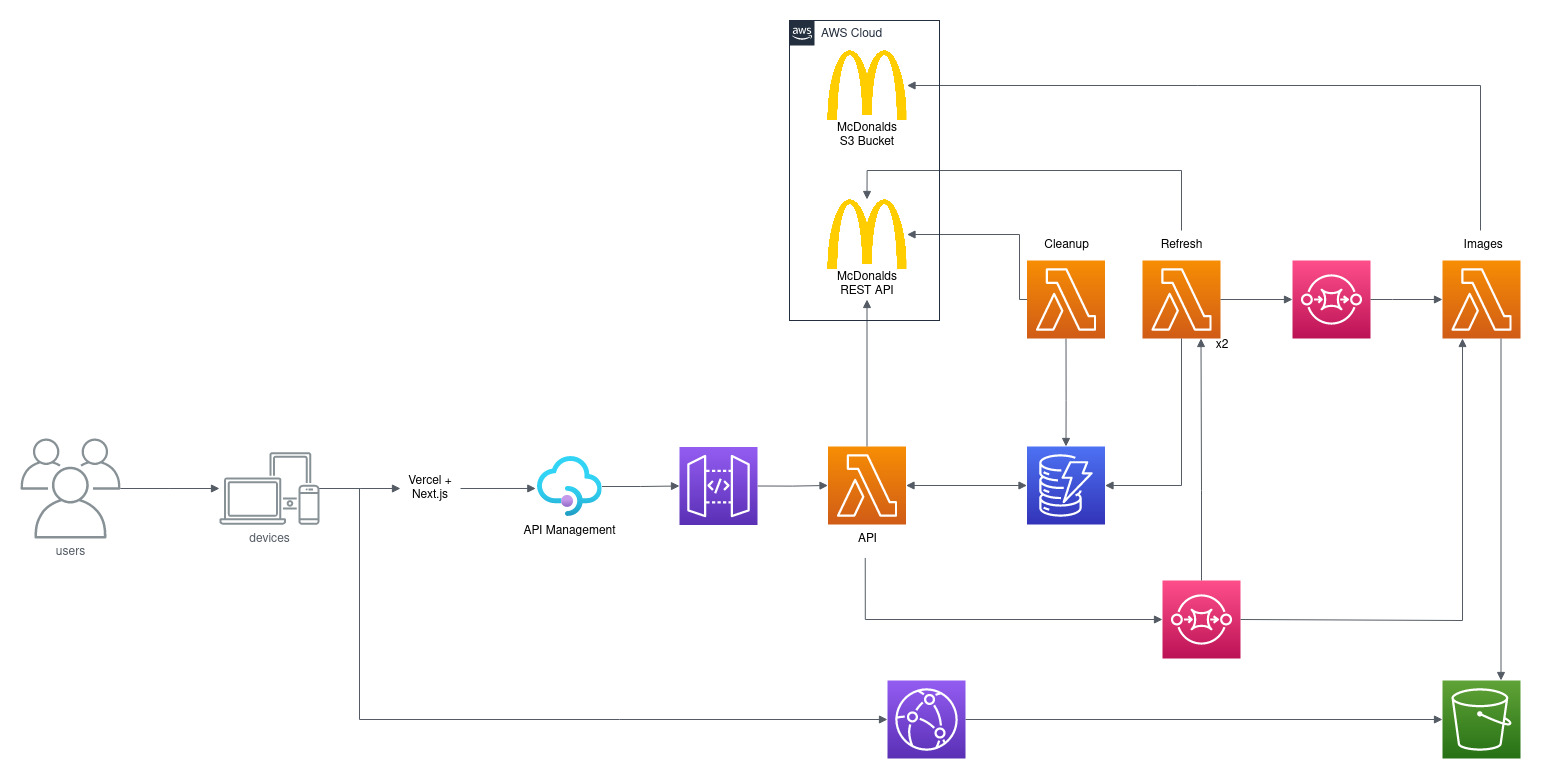 aws
AWS Cloud
McDonalds
S3 Bucket
McDonalds
REST API
Cleanup
Refresh
Images
x2
users
devices
Vercel +
Next.js
API Management
</>
API